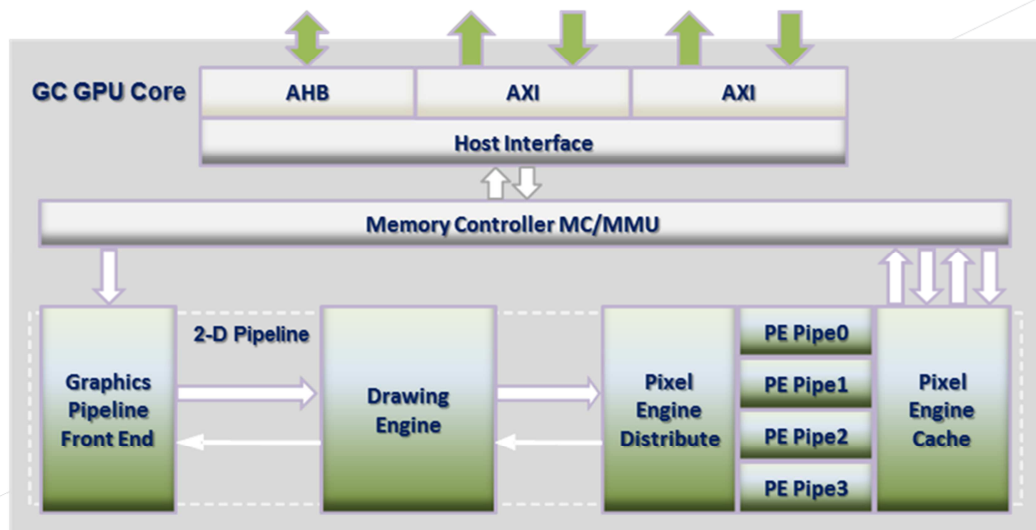 GC GPU Core
AHB
AXI
AXI
Host Interface
Memory Controller MC/MMU
2-D Pipeline
Graphics
Pipeline
Front End
Drawing
Engine
Pixel
Engine
Distribute
PE Pipe0
PE Pipe1
PE Pipe2
PE Pipe3
Pixel
Engine
Cache